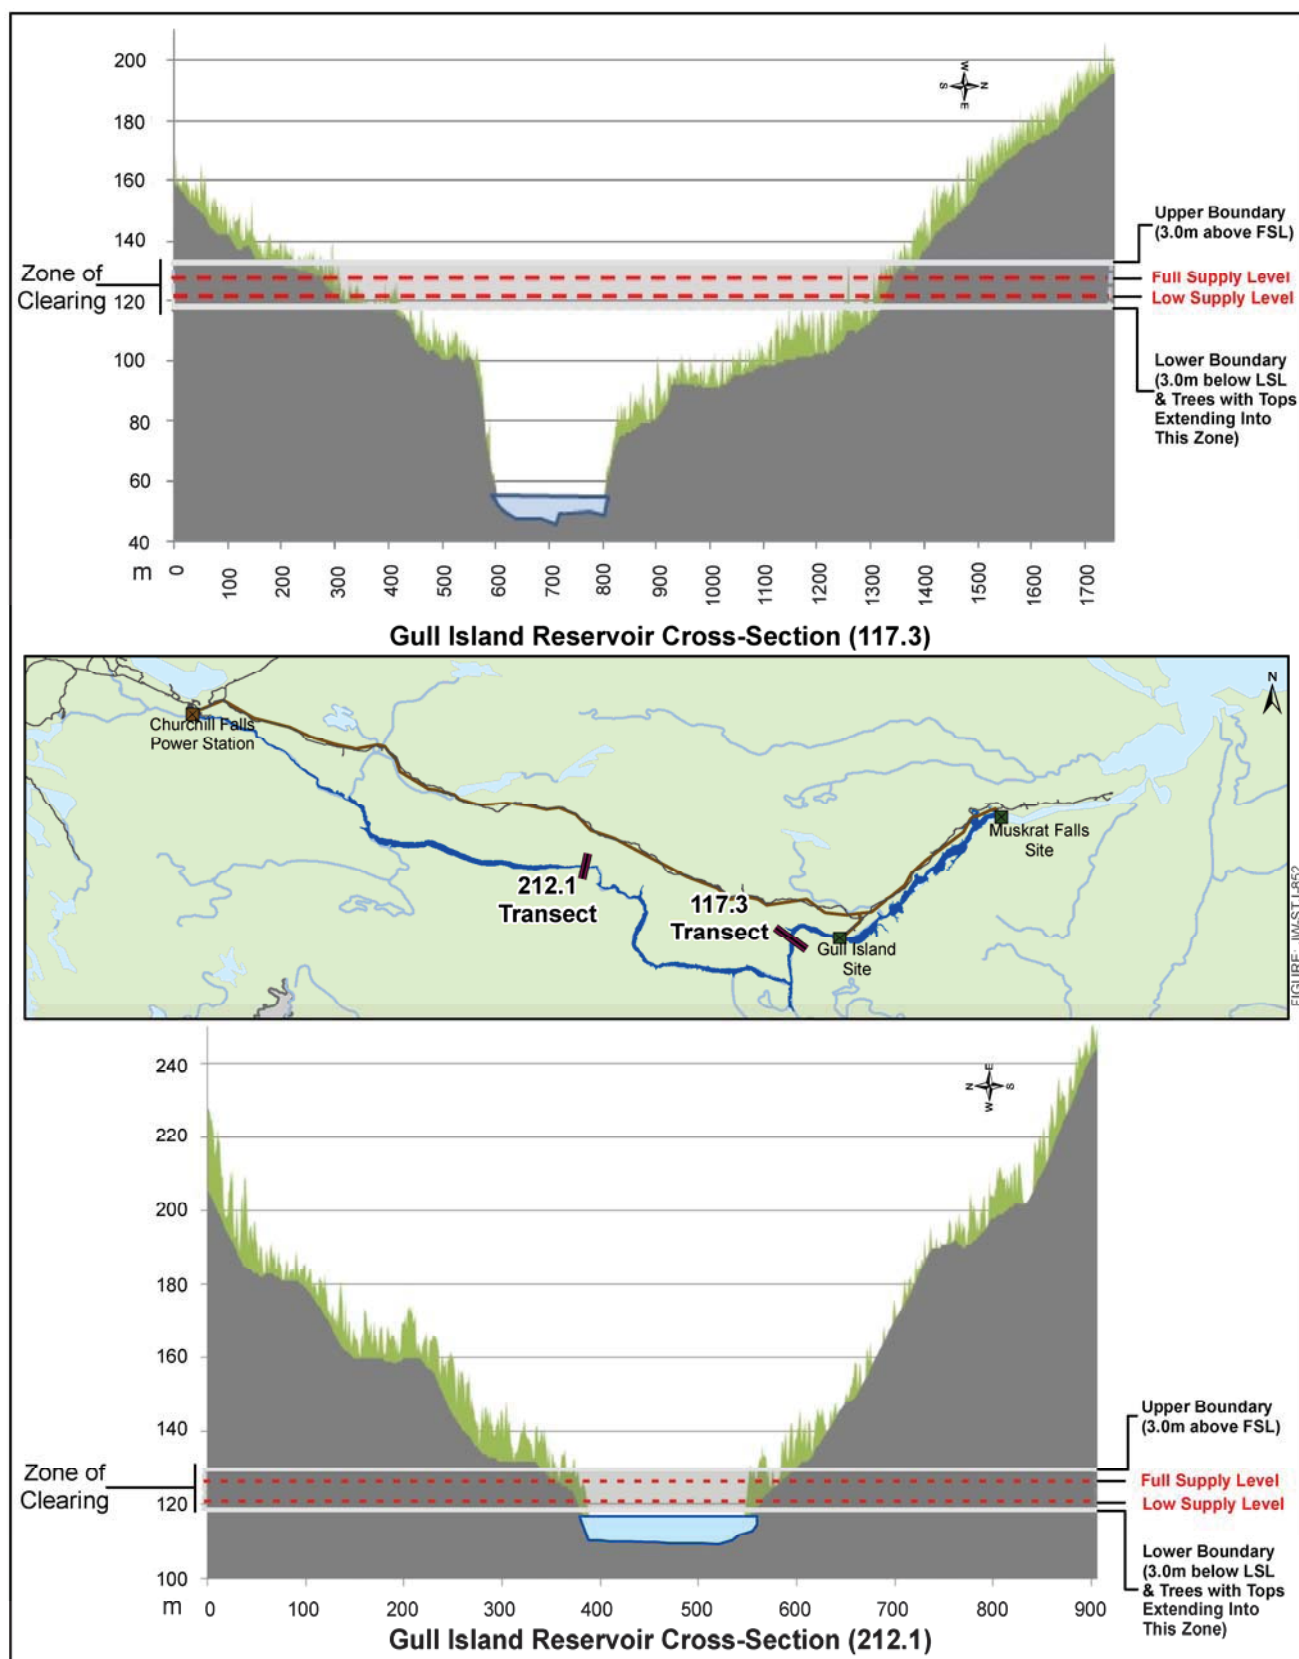 200
180
160
140
120
100
80
60
40
m
0
100
200
300
400
500
600
700
800
900
1000
1100
1200
1300
1400
1500
1600
1700
W
N
E
S
Zone of
Clearing
Upper Boundary
(3.0m above FSL)
Full Supply Level
Low Supply Level
Lower Boundary
(3.0m below LSL
& Trees with Tops
Extending Into
This Zone)
Gull Island Reservoir Cross-Section (117.3)
N
Churchill Falls
Power Station
212.1
Transect
117.3
Transect
Gull Island
Site
Muskrat Falls
Site
240
220
200
180
160
140
120
100
m
0
100
200
300
400
500
600
700
800
900
E
S
W
N
Zone of
Clearing
Upper Boundary
(3.0m above FSL)
Full Supply Level
Low Supply Level
Lower Boundary
(3.0m below LSL
& Trees with Tops
Extending Into
This Zone)
Gull Island Reservoir Cross-Section (212.1)